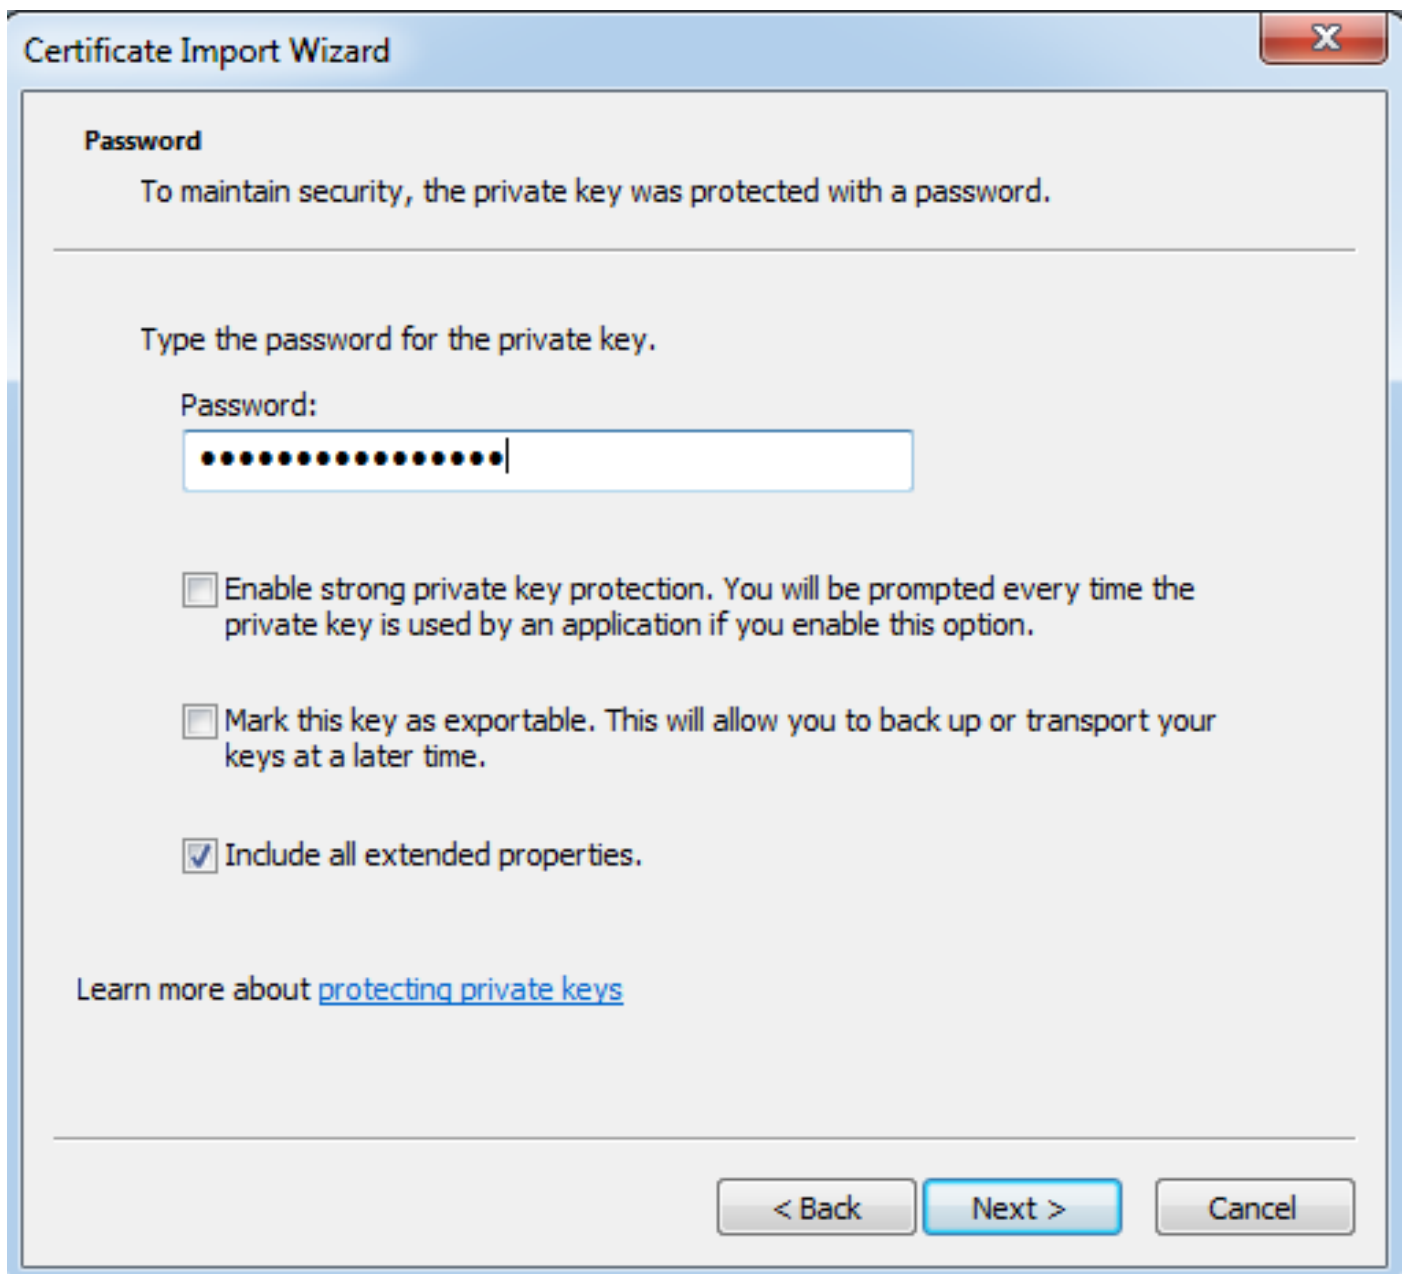 Certificate Import Wizard
Password
To maintain security, the private key was protected with a password.
Type the password for the private key.
Password:
••••••••••••••••
Enable strong private key protection. You will be prompted every time the
private key is used by an application if you enable this option.
Mark this key as exportable. This will allow you to back up or transport your
keys at a later time.
Include all extended properties.
Learn more about protecting private keys
< Back Next > Cancel